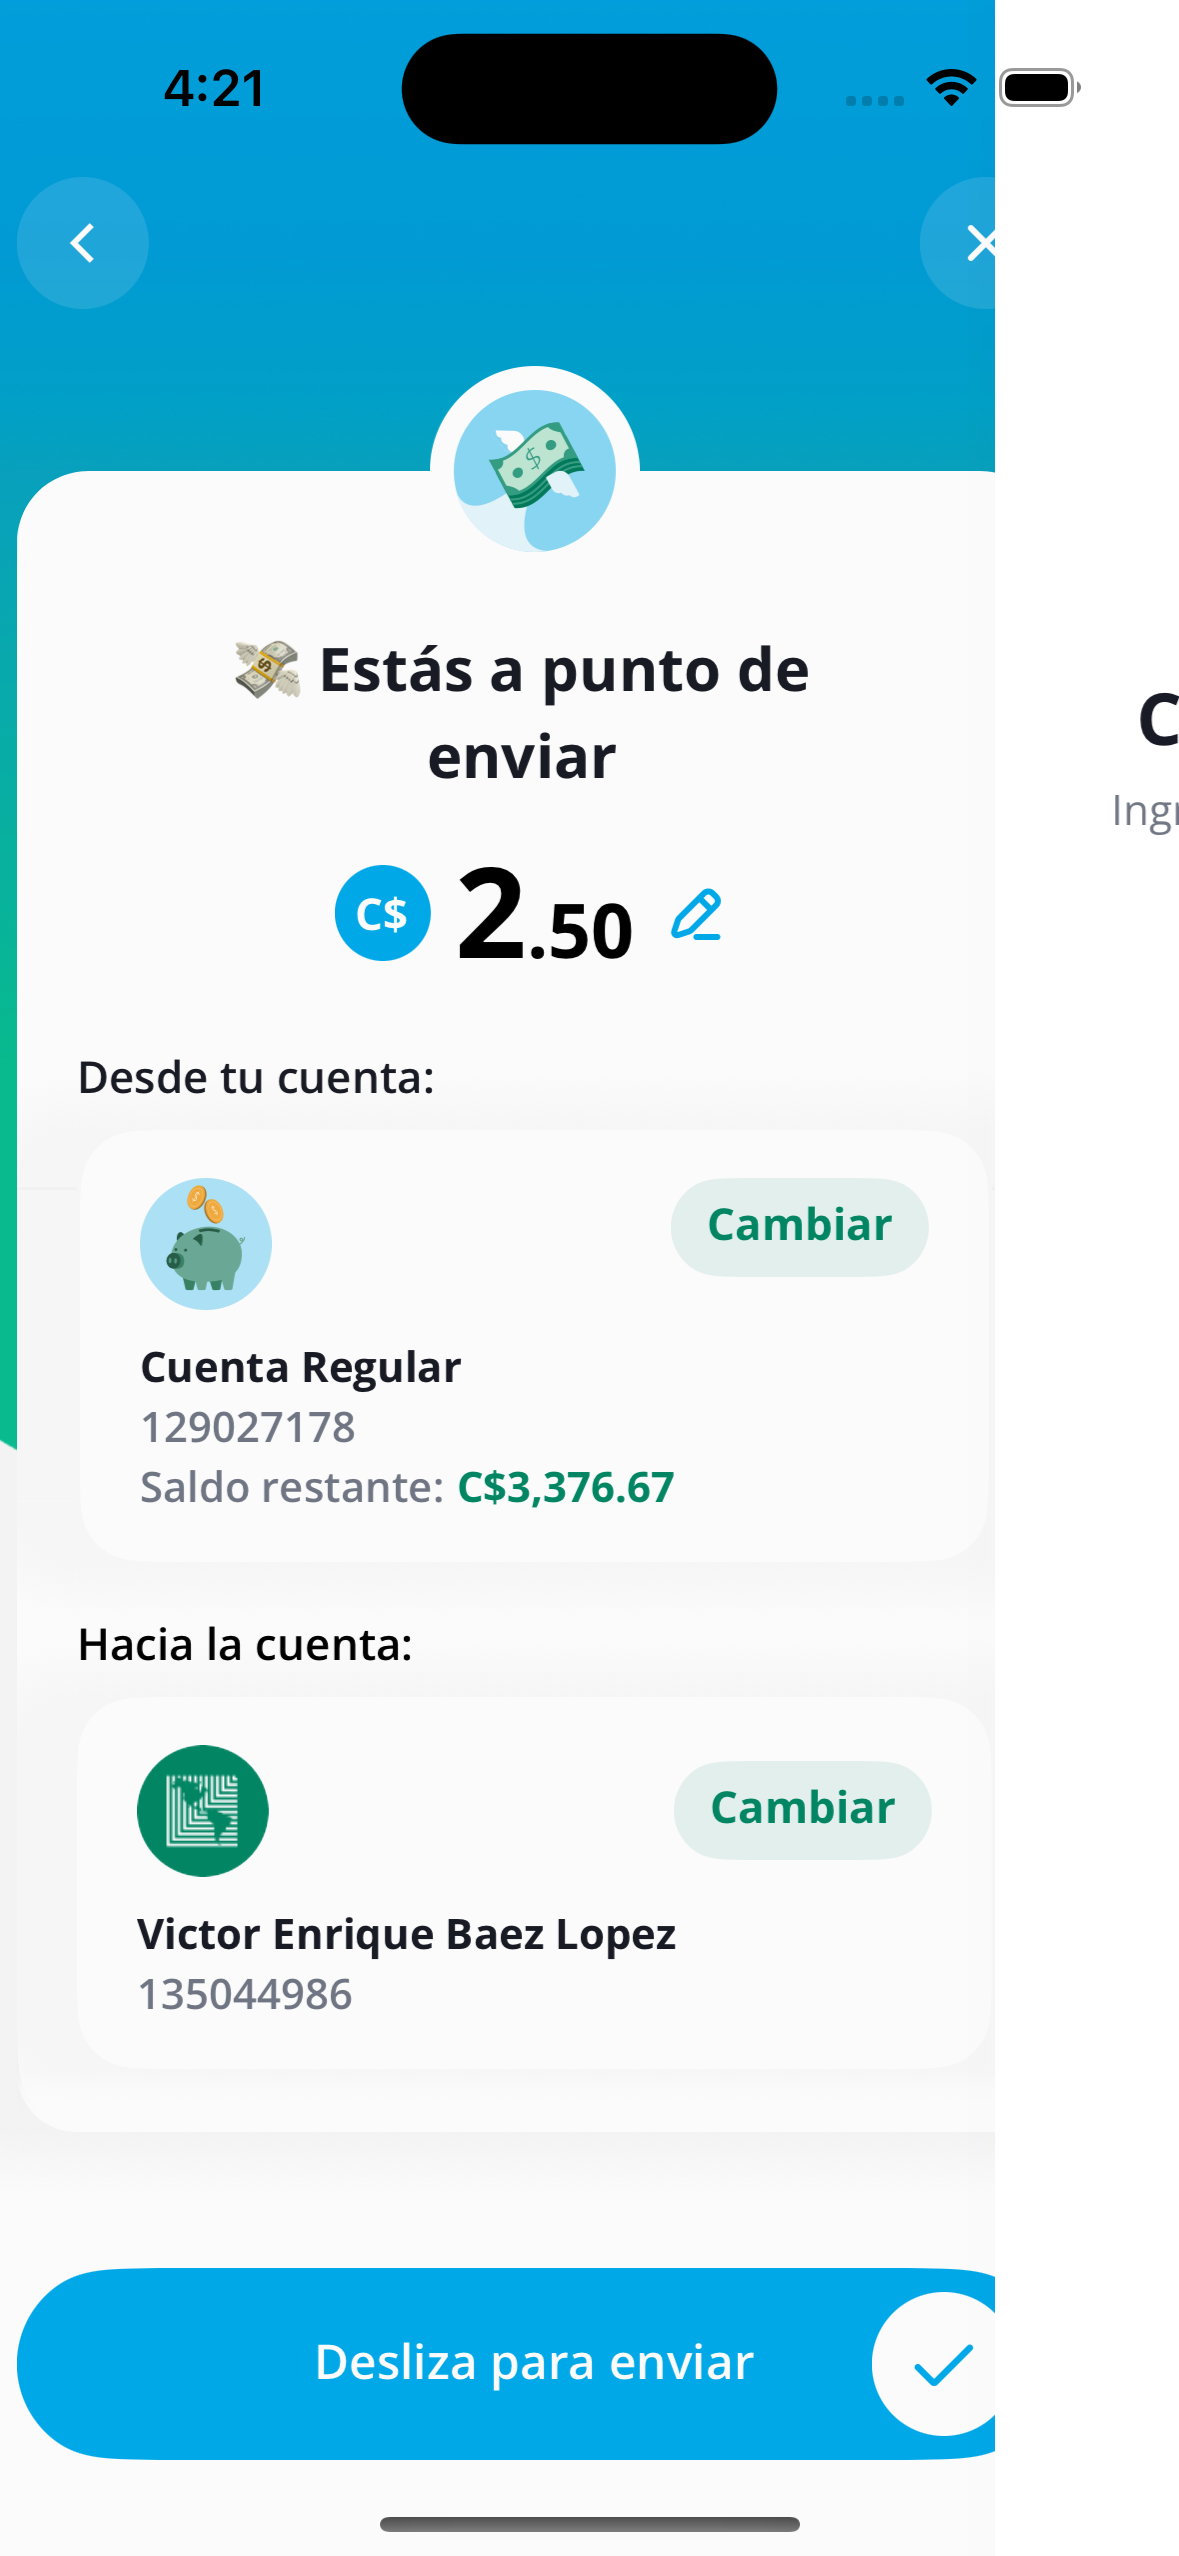 4:21
💸 Estás a punto de
enviar
C$ 2.50
Desde tu cuenta:
Cambiar
Cuenta Regular
129027178
Saldo restante: C$3,376.67
Hacia la cuenta:
Cambiar
Victor Enrique Baez Lopez
135044986
Desliza para enviar